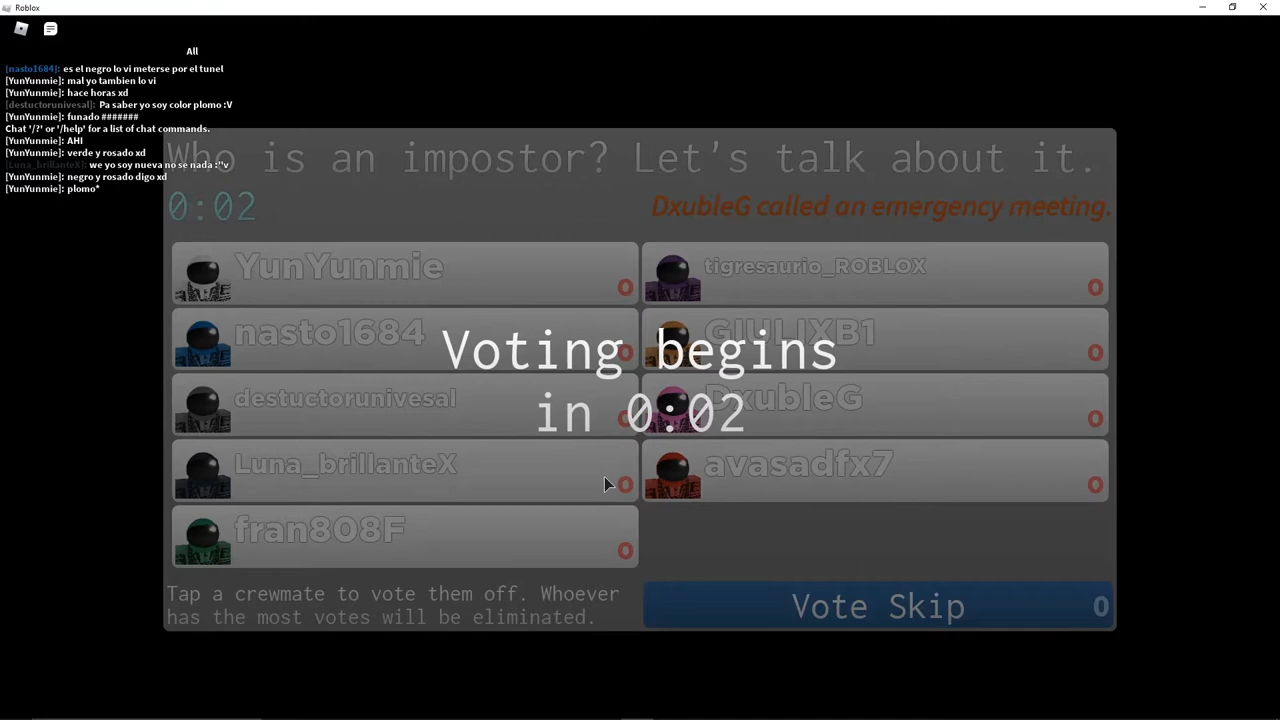 Roblox
All
[nasto1684]: es el negro lo vi meterse por el tunel
[YunYunmie]: mal yo tambien lo vi
[YunYunmie]: hace horas xd
[destuctorunivesal]: Pa saber yo soy color plomo :V
[YunYunmie]: funado #######
Chat '/?' or '/help' for a list of chat commands.
[YunYunmie]: AHI
[YunYunmie]: verde y rosado xd
[Luna_brillanteX]: we yo soy nueva no se nada :"v
[YunYunmie]: negro y rosado digo xd
[YunYunmie]: plomo*
Who is an impostor? Let's talk about it.
0:02
DxubleG called an emergency meeting.
YunYunmie 0
tigresaurio_ROBLOX 0
nasto1684 0
GIULIXB1 0
Voting begins
in 0:02
destuctorunivesal 0
DxubleG 0
Luna_brillanteX 0
avasadfx7 0
fran808F 0
Tap a crewmate to vote them off. Whoever
has the most votes will be eliminated.
Vote Skip 0